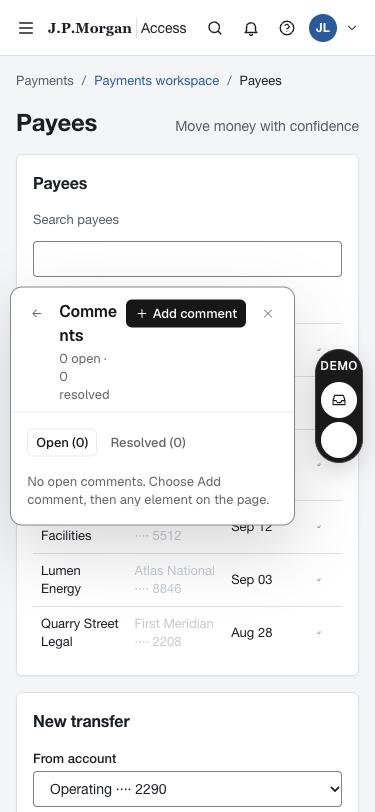 J.P.Morgan Access JL
Payments / Payments workspace / Payees
Payees Move money with confidence
Payees
Search payees
Comme
nts
+ Add comment
0 open ·
0
resolved
DEMO
Open (0) Resolved (0)
No open comments. Choose Add
comment, then any element on the page.
Facilities ···· 5512 Sep 12
Lumen
Energy
Atlas National
···· 8846
Sep 03
Quarry Street
Legal
First Meridian
···· 2208
Aug 28
New transfer
From account
Operating ···· 2290